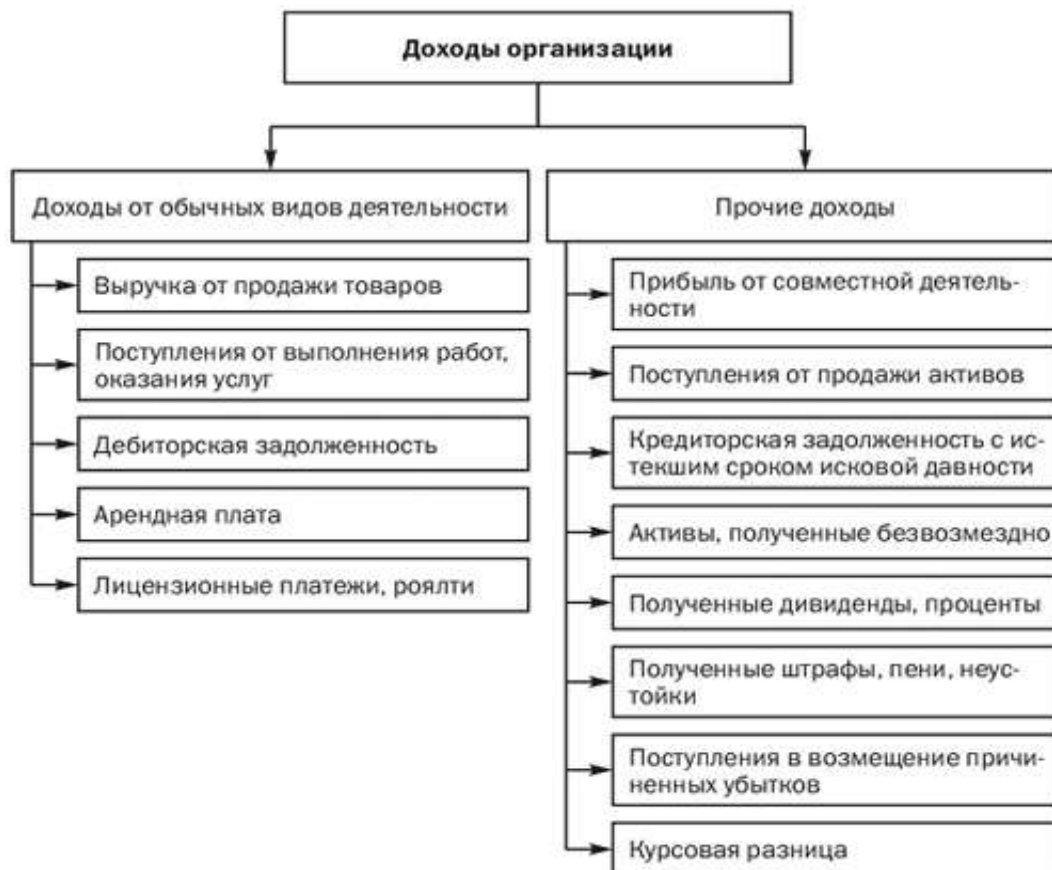 Доходы организации
Доходы от обычных видов деятельности
Выручка от продажи товаров
Поступления от выполнения работ,
оказания услуг
Дебиторская задолженность
Арендная плата
Лицензионные платежи, роялти
Прочие доходы
Прибыль от совместной деятель-
ности
Поступления от продажи активов
Кредиторская задолженность с ис-
текшим сроком исковой давности
Активы, полученные безвозмездно
Полученные дивиденды, проценты
Полученные штрафы, пени, неус-
тойки
Поступления в возмещение причи-
ненных убытков
Курсовая разница